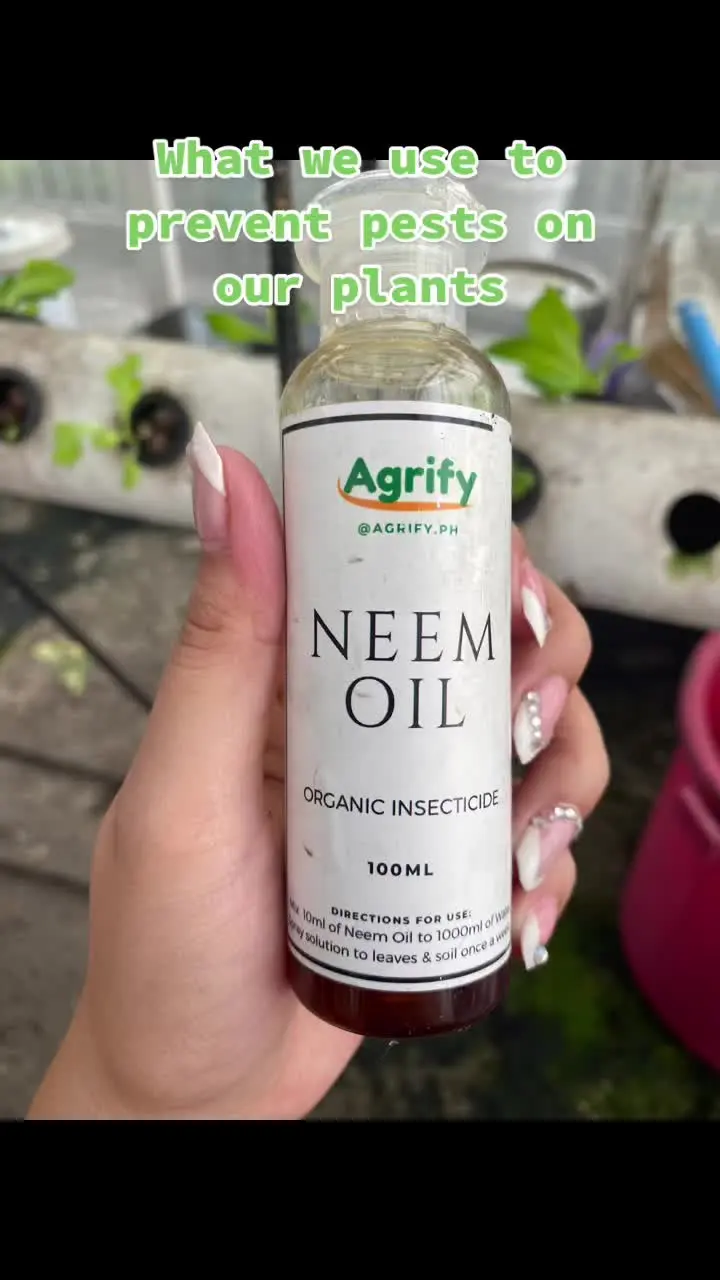 What we use to
prevent pests on
our plants
Agrify
@AGRIFY.PH
NEEM
OIL
ORGANIC INSECTICIDE
100ML
DIRECTIONS FOR USE:
10ml of Neem Oil to 1000ml of
solution to leaves & soil once a